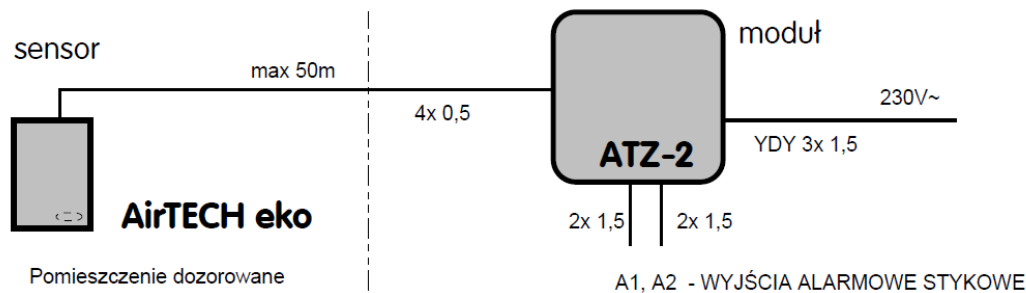 sensor
max 50m
4x 0,5
moduł
230V~
YDY 3x 1,5
ATZ-2
2x 1,5
2x 1,5
AirTECH eko
Pomieszczenie dozorowane
A1, A2 - WYJŚCIA ALARMOWE STYKOWE